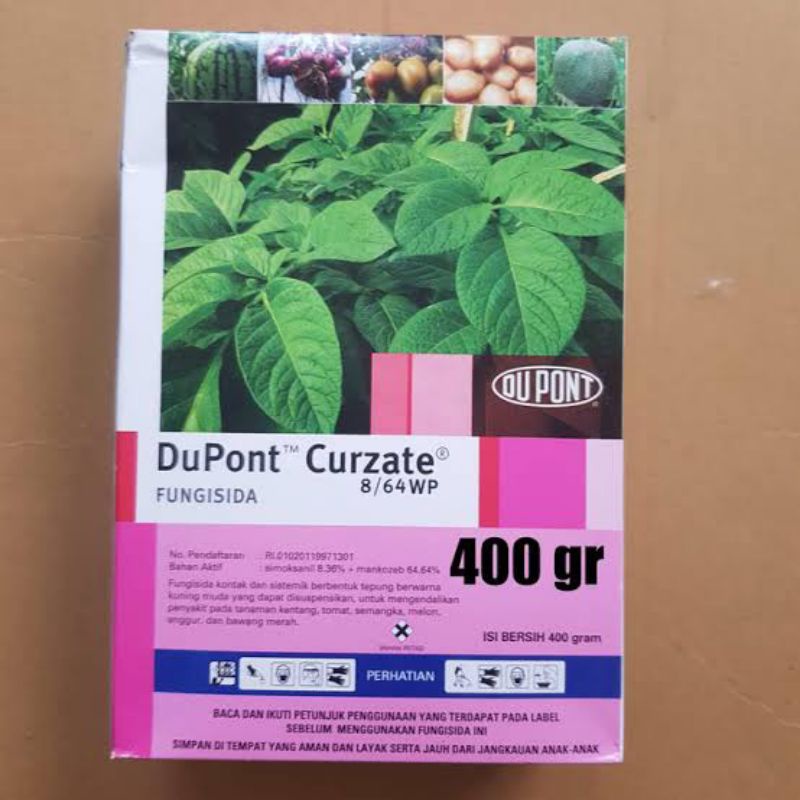 DU PONT®
DuPont™ Curzate®
8/64WP
FUNGISIDA
No. Pendaftaran : RI.01020119971301
Bahan Aktif : simoksanil 8.36% + mankozeb 64.64%
400 gr
Fungisida kontak dan sistemik berbentuk tepung berwarna
kuning muda yang dapat disuspensikan, untuk mengendalikan
penyakit pada tanaman kentang, tomat, semangka, melon,
anggur, dan bawang merah.
ISI BERSIH 400 gram
PERHATIAN
BACA DAN IKUTI PETUNJUK PENGGUNAAN YANG TERDAPAT PADA LABEL
SEBELUM MENGGUNAKAN FUNGISIDA INI
SIMPAN DI TEMPAT YANG AMAN DAN LAYAK SERTA JAUH DARI JANGKAUAN ANAK-ANAK